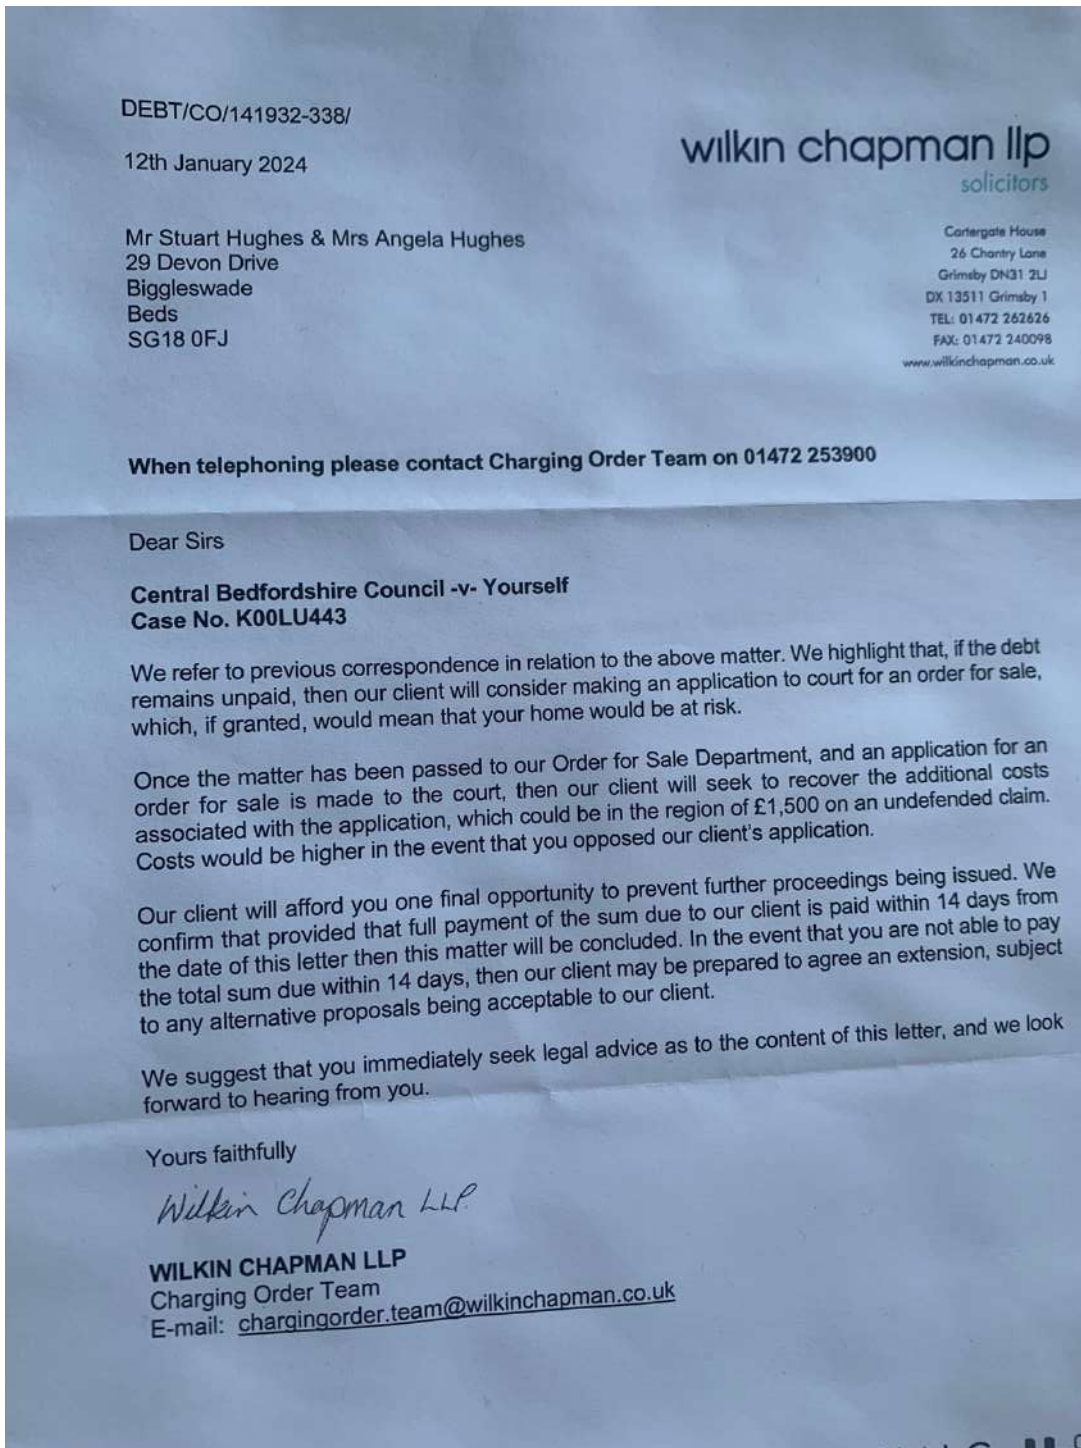 DEBT/CO/141932-338/
12th January 2024
wilkin chapman llp
solicitors
Cartergate House
26 Chantry Lane
Grimsby DN31 2LJ
DX 13511 Grimsby 1
TEL: 01472 262626
FAX: 01472 240098
www.wilkinchapman.co.uk
Mr Stuart Hughes & Mrs Angela Hughes
29 Devon Drive
Biggleswade
Beds
SG18 0FJ
When telephoning please contact Charging Order Team on 01472 253900
Dear Sirs
Central Bedfordshire Council -v- Yourself
Case No. K00LU443
We refer to previous correspondence in relation to the above matter. We highlight that, if the debt
remains unpaid, then our client will consider making an application to court for an order for sale,
which, if granted, would mean that your home would be at risk.
Once the matter has been passed to our Order for Sale Department, and an application for an
order for sale is made to the court, then our client will seek to recover the additional costs
associated with the application, which could be in the region of £1,500 on an undefended claim.
Costs would be higher in the event that you opposed our client's application.
Our client will afford you one final opportunity to prevent further proceedings being issued. We
confirm that provided that full payment of the sum due to our client is paid within 14 days from
the date of this letter then this matter will be concluded. In the event that you are not able to pay
the total sum due within 14 days, then our client may be prepared to agree an extension, subject
to any alternative proposals being acceptable to our client.
We suggest that you immediately seek legal advice as to the content of this letter, and we look
forward to hearing from you.
Yours faithfully
Wilkin Chapman LLP.
WILKIN CHAPMAN LLP
Charging Order Team
E-mail: chargingorder.team@wilkinchapman.co.uk